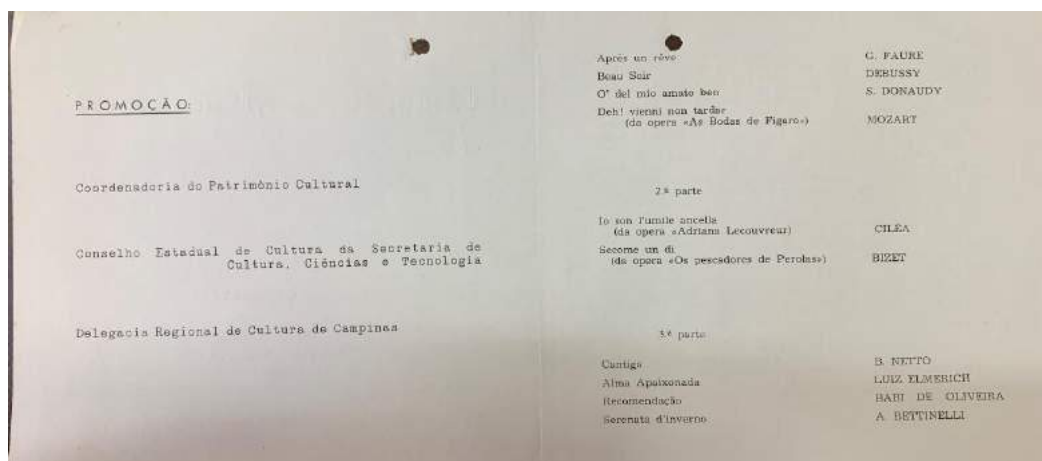 PROMOÇÃO:
Coordenadoria do Patrimônio Cultural
Conselho Estadual de Cultura da Secretaria de
Cultura, Ciências e Tecnologia
Delegacia Regional de Cultura de Campinas
Après un rêve G. FAURE
Beau Soir DEBUSSY
O' del mio amato ben S. DONAUDY
Deh! vienni non tardar
(da opera «As Bodas de Figaro») MOZART
2.ª parte
Io son l'umile ancella
(da opera «Adriana Lecouvreur) CILÉA
Secome un di
(da opera «Os pescadores de Perolas») BIZET
3.ª parte
Cantiga B. NETTO
Alma Apaixonada LUIZ ELMERICH
Recomendação BABI DE OLIVEIRA
Serenata d'inverno A. BETTINELLI